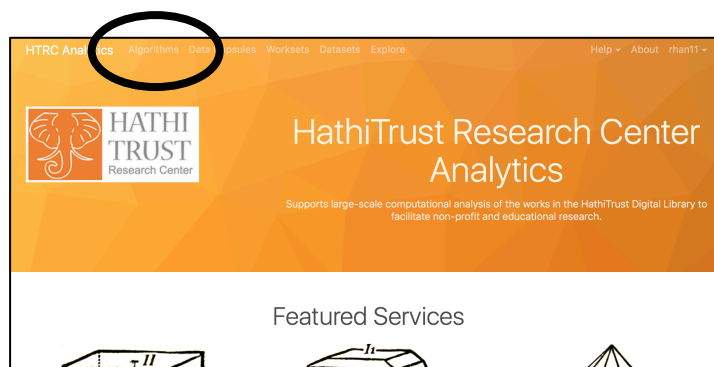 HTRC Analytics Algorithms Data Capsules Worksets Datasets Explore Help About rhan11
HATHI
TRUST
Research Center
HathiTrust Research Center
Analytics
Supports large-scale computational analysis of the works in the HathiTrust Digital Library to
facilitate non-profit and educational research.
Featured Services
II
I1